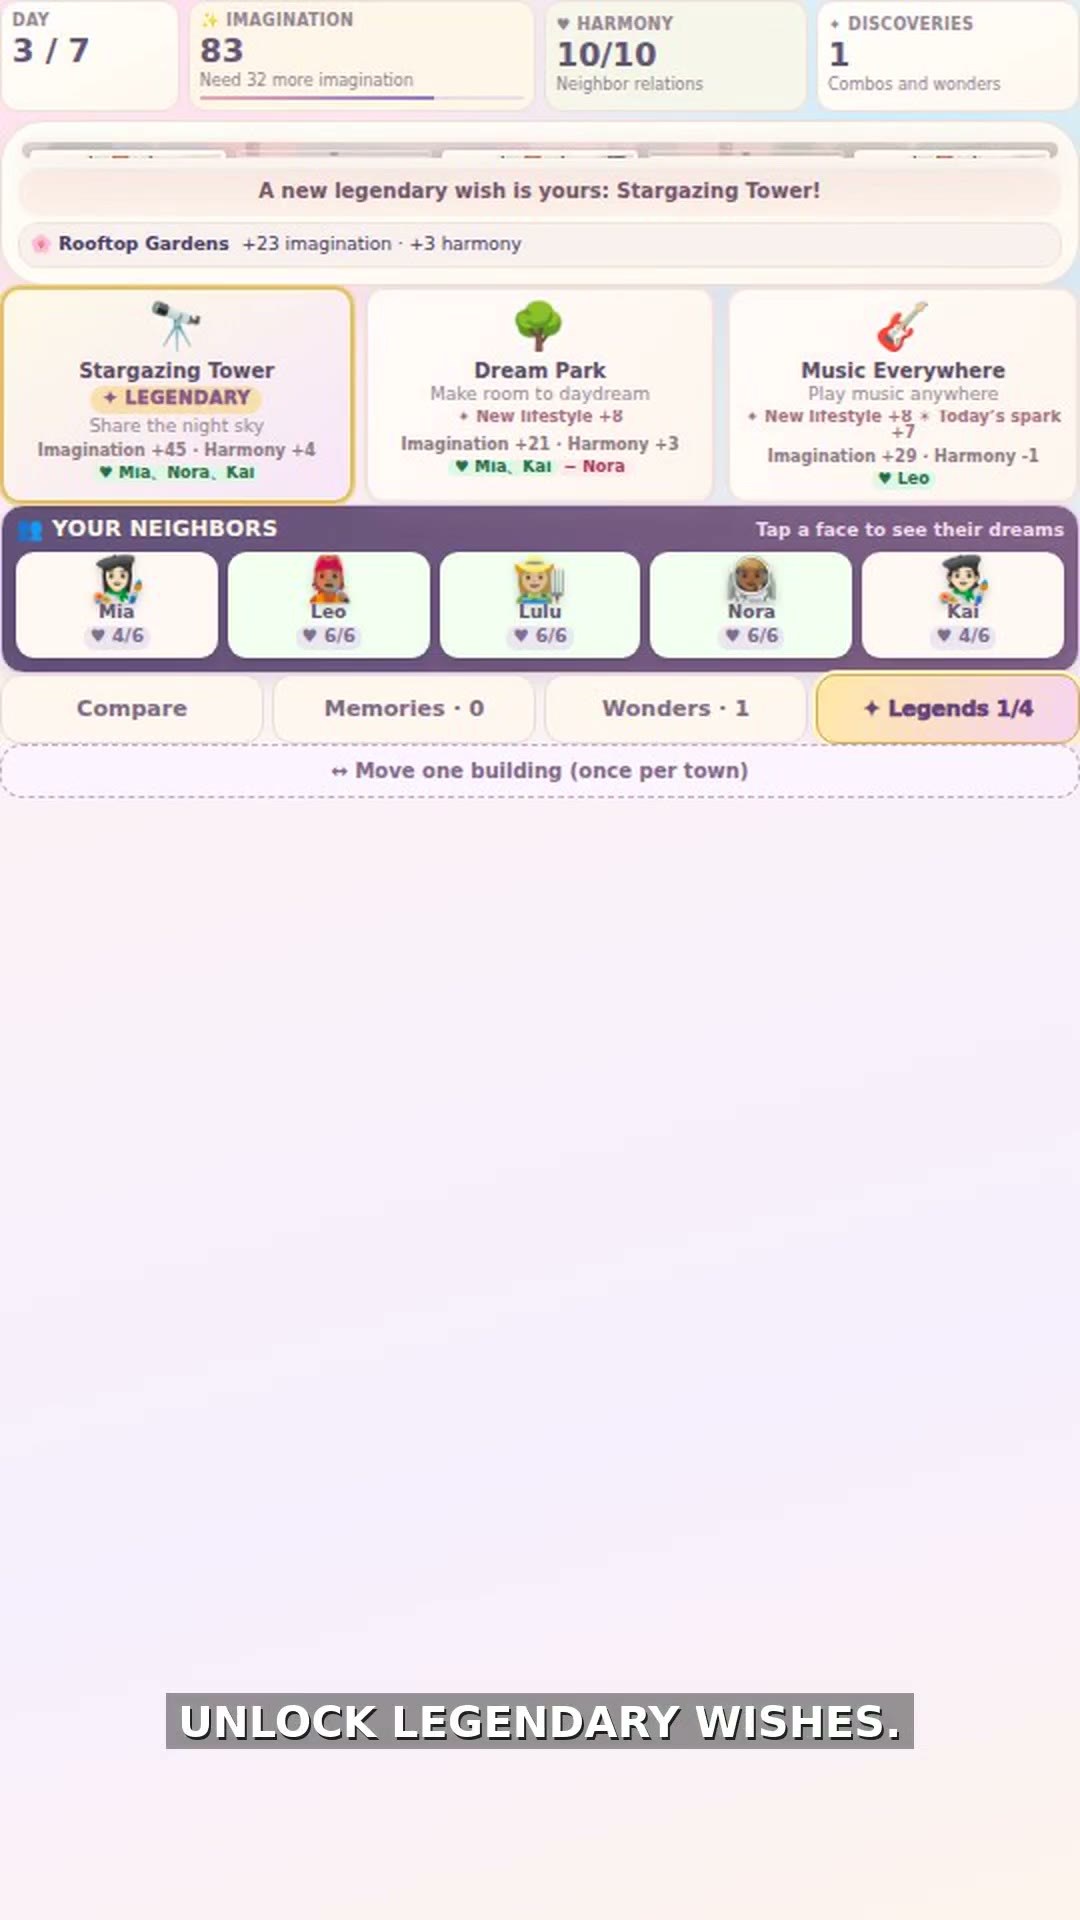 DAY
3 / 7
✨ IMAGINATION
83
Need 32 more imagination
♥ HARMONY
10/10
Neighbor relations
✦ DISCOVERIES
1
Combos and wonders
A new legendary wish is yours: Stargazing Tower!
🌸 Rooftop Gardens +23 imagination · +3 harmony
Stargazing Tower
✦ LEGENDARY
Share the night sky
Imagination +45 · Harmony +4
♥ Mia、Nora、Kai
Dream Park
Make room to daydream
✦ New lifestyle +8
Imagination +21 · Harmony +3
♥ Mia、Kai − Nora
Music Everywhere
Play music anywhere
✦ New lifestyle +8 ☀ Today's spark
+7
Imagination +29 · Harmony -1
♥ Leo
👥 YOUR NEIGHBORS
Tap a face to see their dreams
Mia
♥ 4/6
Leo
♥ 6/6
Lulu
♥ 6/6
Nora
♥ 6/6
Kai
♥ 4/6
Compare
Memories · 0
Wonders · 1
✦ Legends 1/4
↔ Move one building (once per town)
UNLOCK LEGENDARY WISHES.